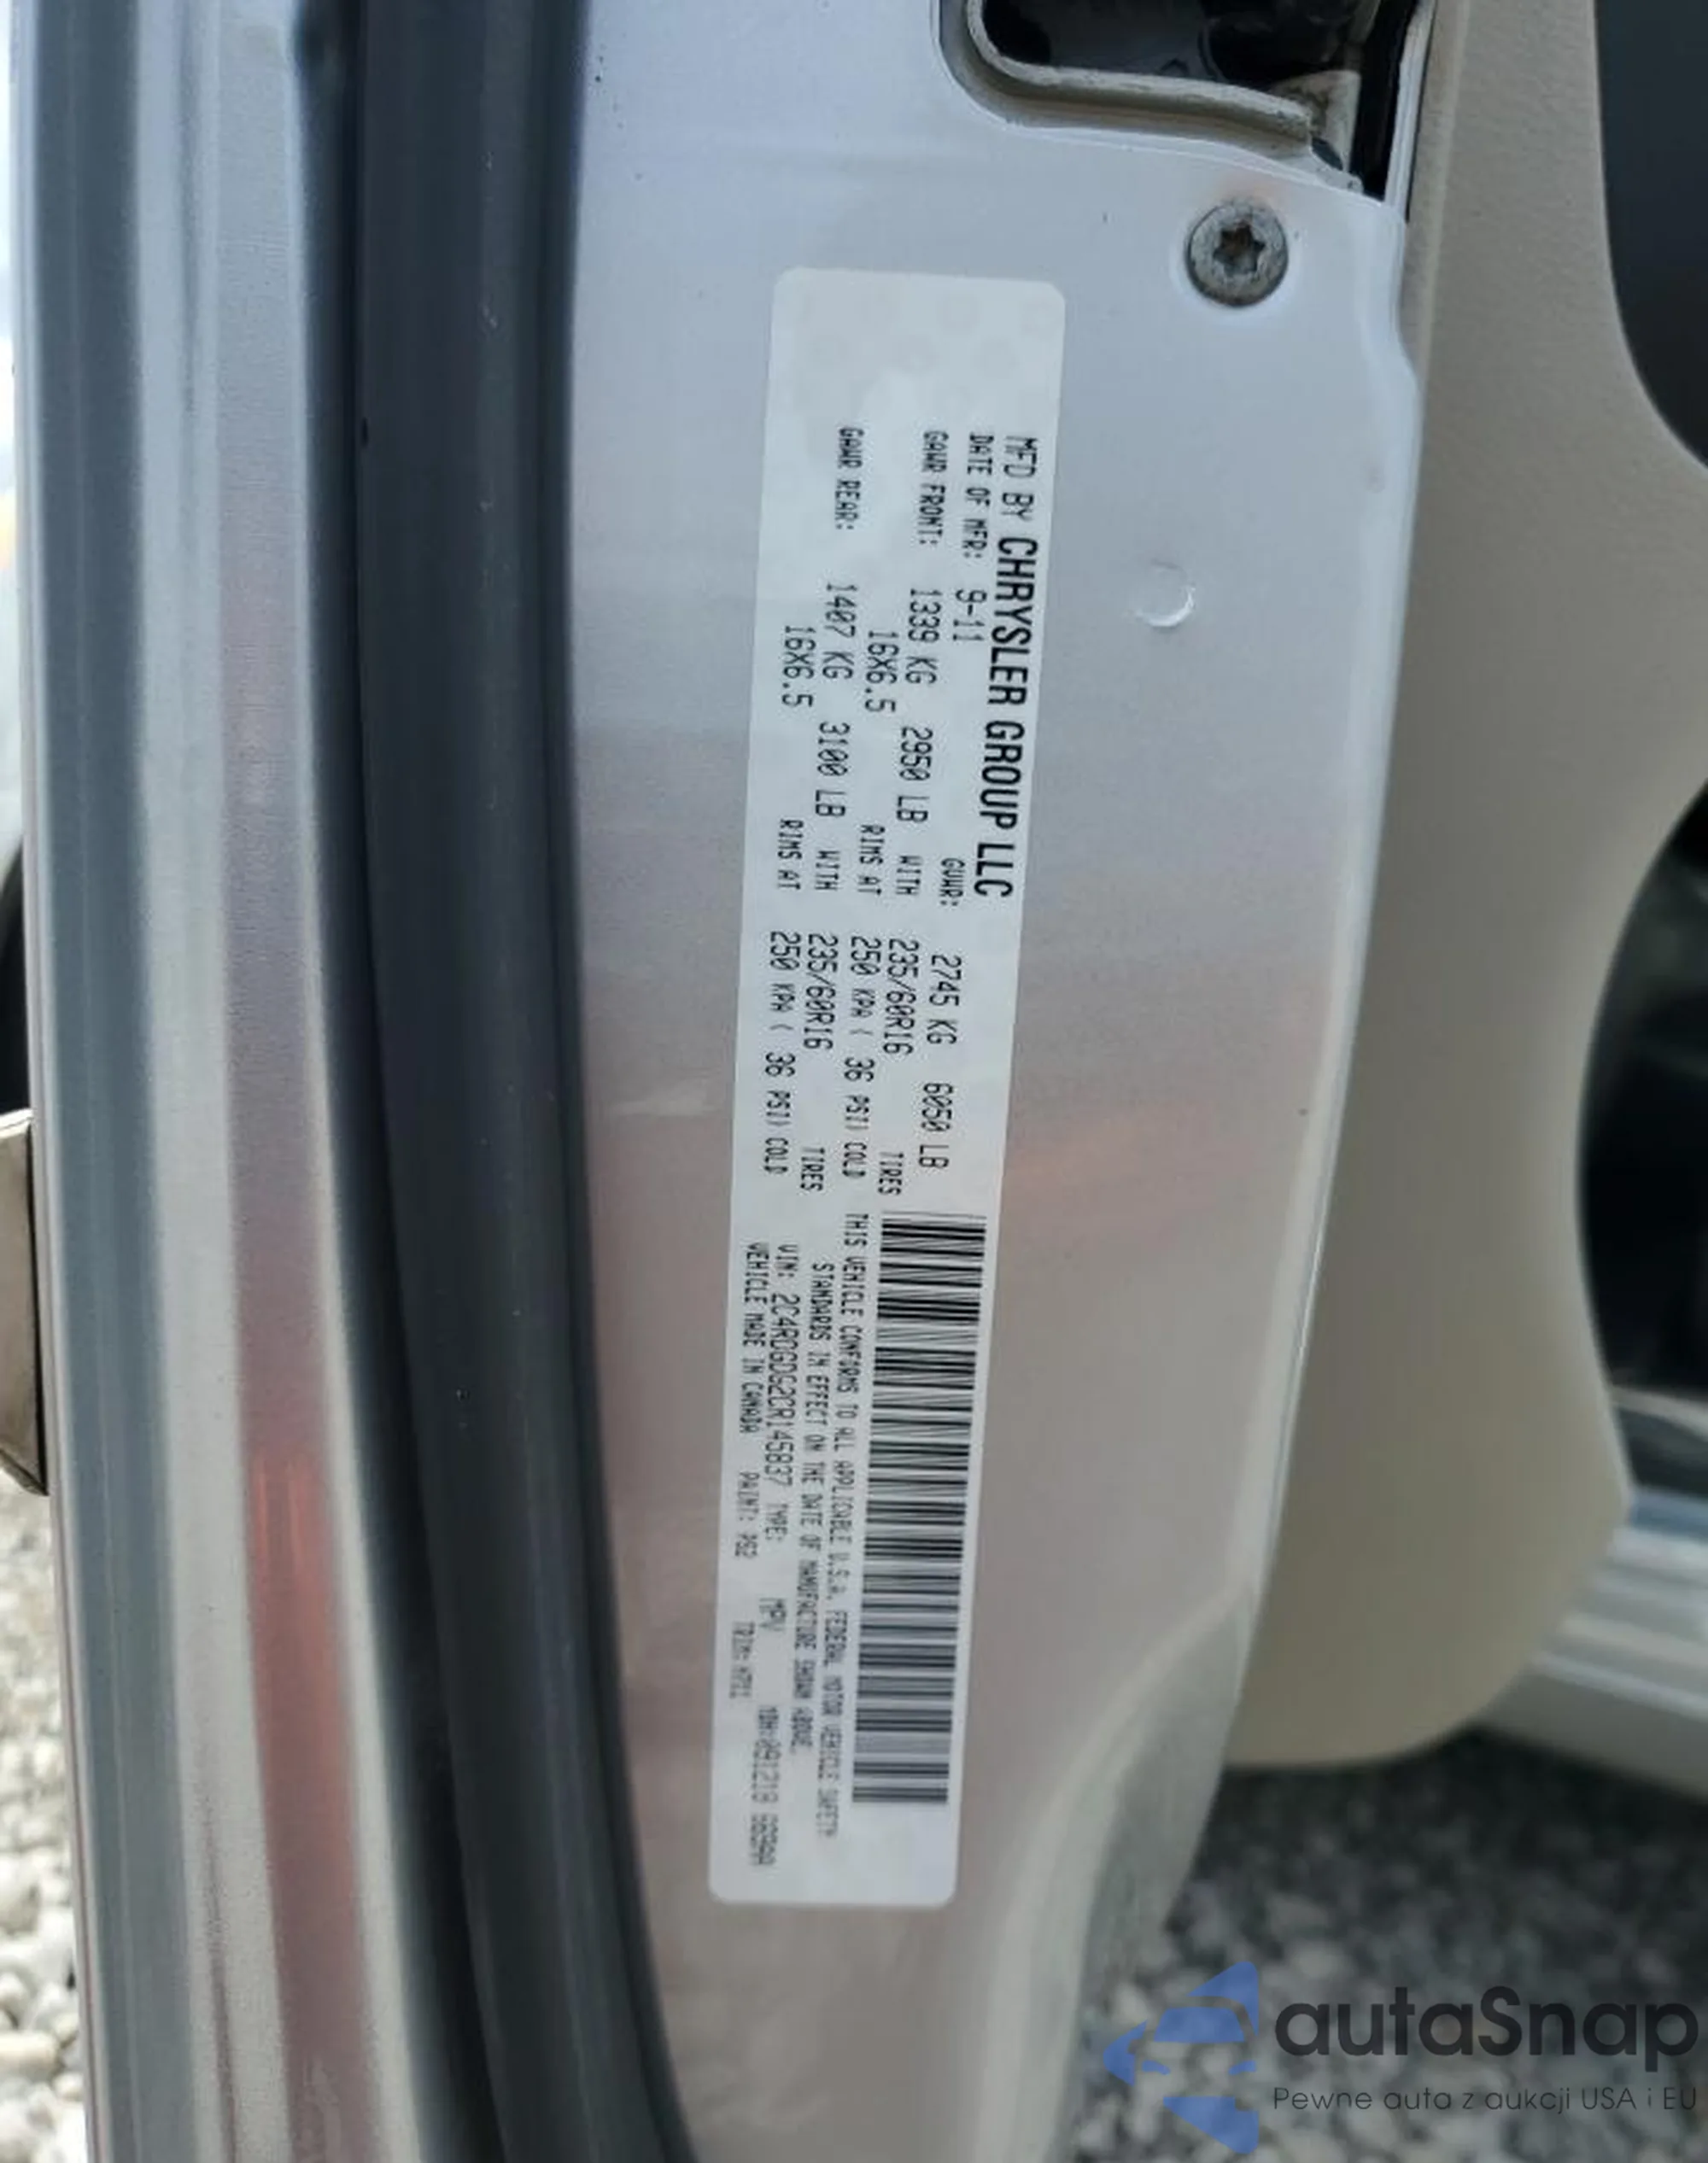 MFD BY CHRYSLER GROUP LLC
DATE OF MFR: 9-11 GVWR: 2745 KG 6050 LB
GAWR FRONT: 1339 KG 2950 LB WITH 235/60R16 TIRES
16X6.5 RIMS AT 250 KPA ( 36 PSI) COLD
GAWR REAR: 1407 KG 3100 LB WITH 235/60R16 TIRES
16X6.5 RIMS AT 250 KPA ( 36 PSI) COLD
THIS VEHICLE CONFORMS TO ALL APPLICABLE U.S.A. FEDERAL MOTOR VEHICLE SAFETY
STANDARDS IN EFFECT ON THE DATE OF MANUFACTURE SHOWN ABOVE.
VIN: 2C4RDGDG2CR145837 TYPE: MPV
VEHICLE MADE IN CANADA PAINT: PS2 TRIM:
autaSnap
Pewne auta z aukcji USA i EU